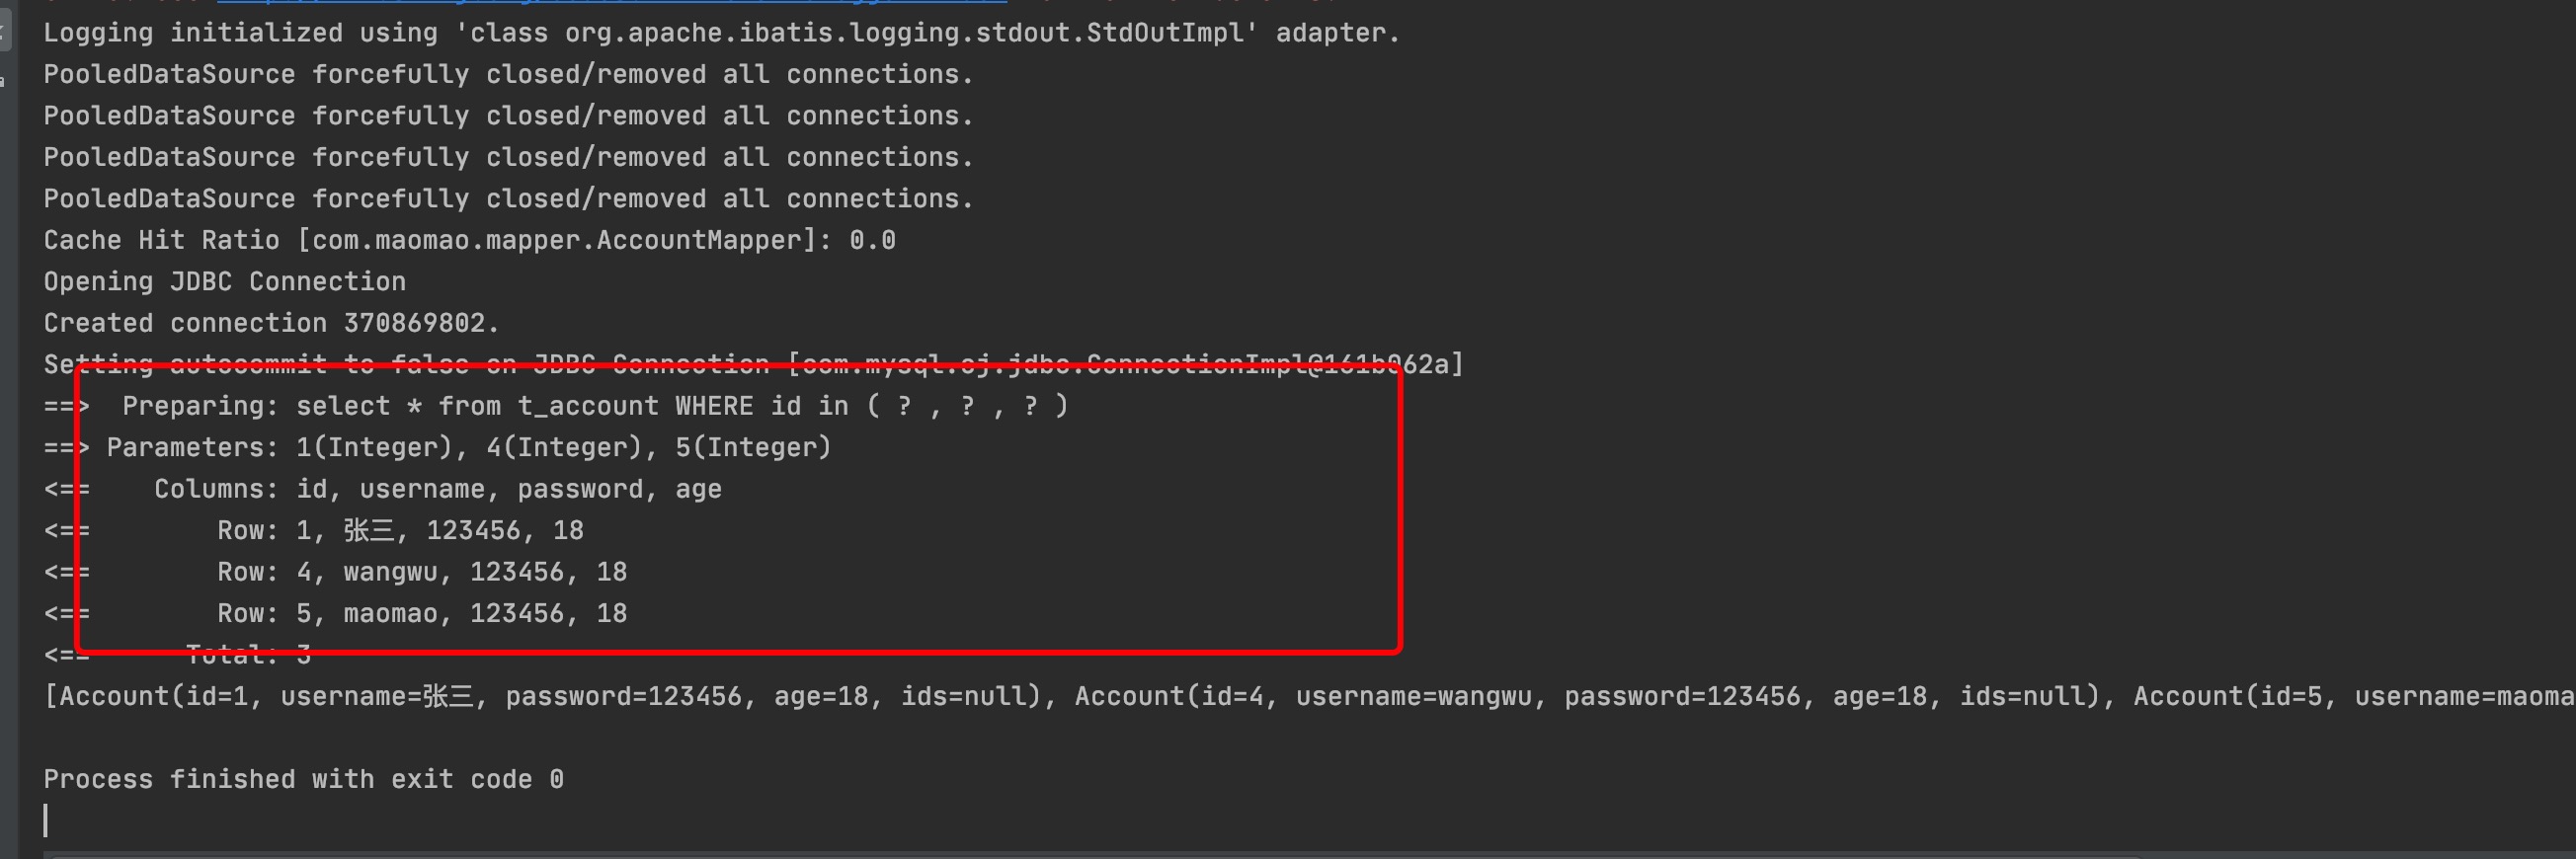 Logging initialized using 'class org.apache.ibatis.logging.stdout.StdOutImpl' adapter.
PooledDataSource forcefully closed/removed all connections.
PooledDataSource forcefully closed/removed all connections.
PooledDataSource forcefully closed/removed all connections.
PooledDataSource forcefully closed/removed all connections.
Cache Hit Ratio [com.maomao.mapper.AccountMapper]: 0.0
Opening JDBC Connection
Created connection 370869802.
Setting autocommit to false on JDBC Connection [com.mysql.cj.jdbc.ConnectionImpl@161b062a]
==>  Preparing: select * from t_account WHERE id in ( ? , ? , ? )
==> Parameters: 1(Integer), 4(Integer), 5(Integer)
<==    Columns: id, username, password, age
<==        Row: 1, 张三, 123456, 18
<==        Row: 4, wangwu, 123456, 18
<==        Row: 5, maomao, 123456, 18
<==      Total: 3
[Account(id=1, username=张三, password=123456, age=18, ids=null), Account(id=4, username=wangwu, password=123456, age=18, ids=null), Account(id=5, username=maoma
Process finished with exit code 0